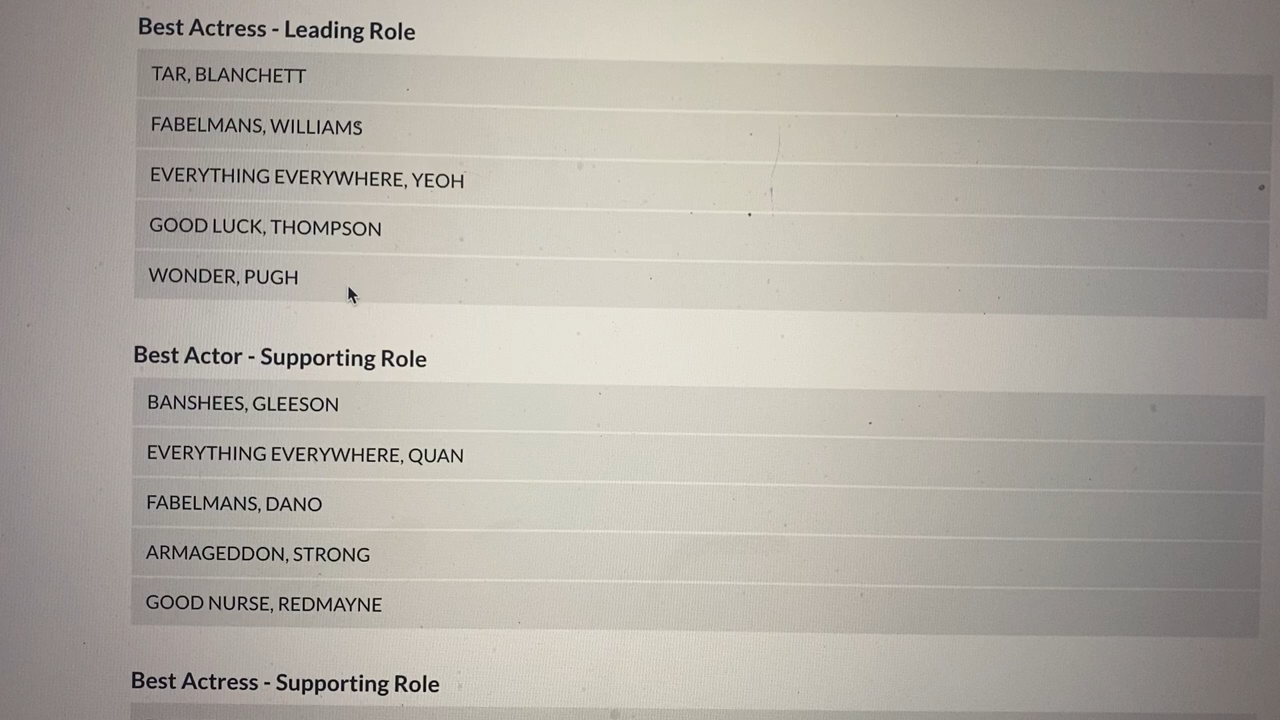 Best Actress - Leading Role
TAR, BLANCHETT
FABELMANS, WILLIAMS
EVERYTHING EVERYWHERE, YEOH
GOOD LUCK, THOMPSON
WONDER, PUGH
Best Actor - Supporting Role
BANSHEES, GLEESON
EVERYTHING EVERYWHERE, QUAN
FABELMANS, DANO
ARMAGEDDON, STRONG
GOOD NURSE, REDMAYNE
Best Actress - Supporting Role